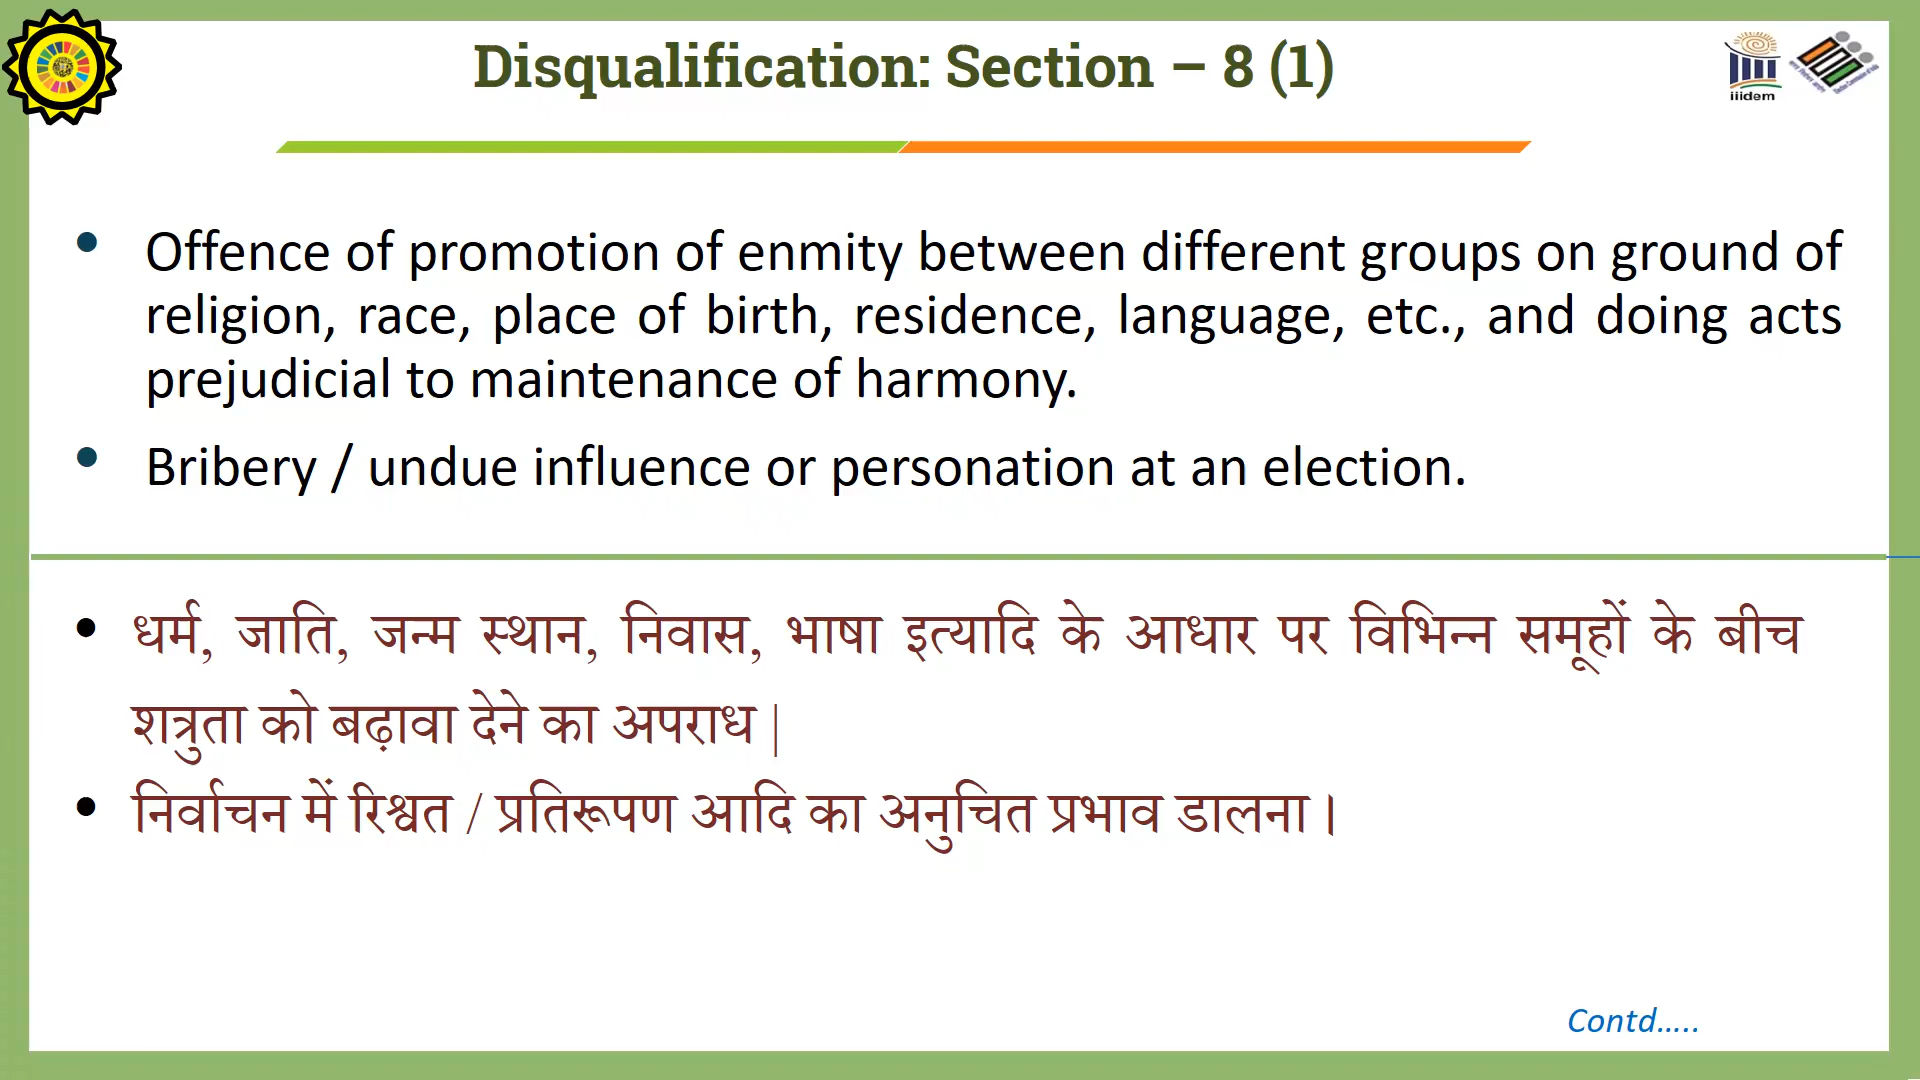 Disqualification: Section – 8 (1)
iiidem
• Offence of promotion of enmity between different groups on ground of
religion, race, place of birth, residence, language, etc., and doing acts
prejudicial to maintenance of harmony.
• Bribery / undue influence or personation at an election.
• धर्म, जाति, जन्म स्थान, निवास, भाषा इत्यादि के आधार पर विभिन्न समूहों के बीच
शत्रुता को बढ़ावा देने का अपराध |
• निर्वाचन में रिश्वत / प्रतिरूपण आदि का अनुचित प्रभाव डालना।
Contd.....